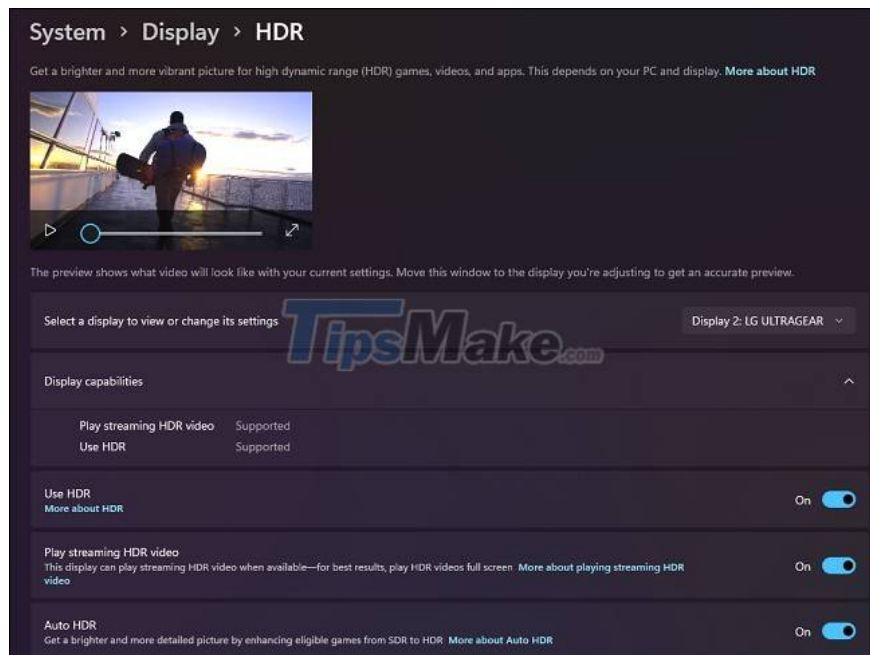 System > Display > HDR
Get a brighter and more vibrant picture for high dynamic range (HDR) games, videos, and apps. This depends on your PC and display. More about HDR
The preview shows what video will look like with your current settings. Move this window to the display you're adjusting to get an accurate preview.
Select a display to view or change its settings
Display 2: LG ULTRAGEAR
TipsMake.com
Display capabilities
Play streaming HDR video Supported
Use HDR Supported
Use HDR
More about HDR
On
Play streaming HDR video
This display can play streaming HDR video when available—for best results, play HDR videos full screen More about playing streaming HDR
video
On
Auto HDR
Get a brighter and more detailed picture by enhancing eligible games from SDR to HDR More about Auto HDR
On